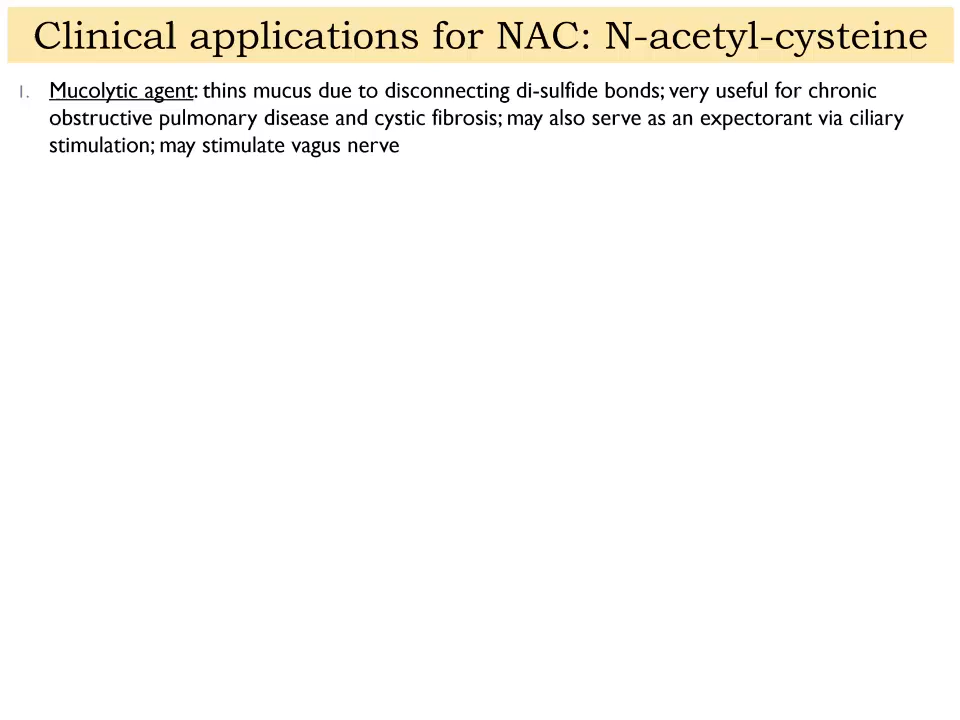 Clinical applications for NAC: N-acetyl-cysteine
1. Mucolytic agent: thins mucus due to disconnecting di-sulfide bonds; very useful for chronic
obstructive pulmonary disease and cystic fibrosis; may also serve as an expectorant via ciliary
stimulation; may stimulate vagus nerve